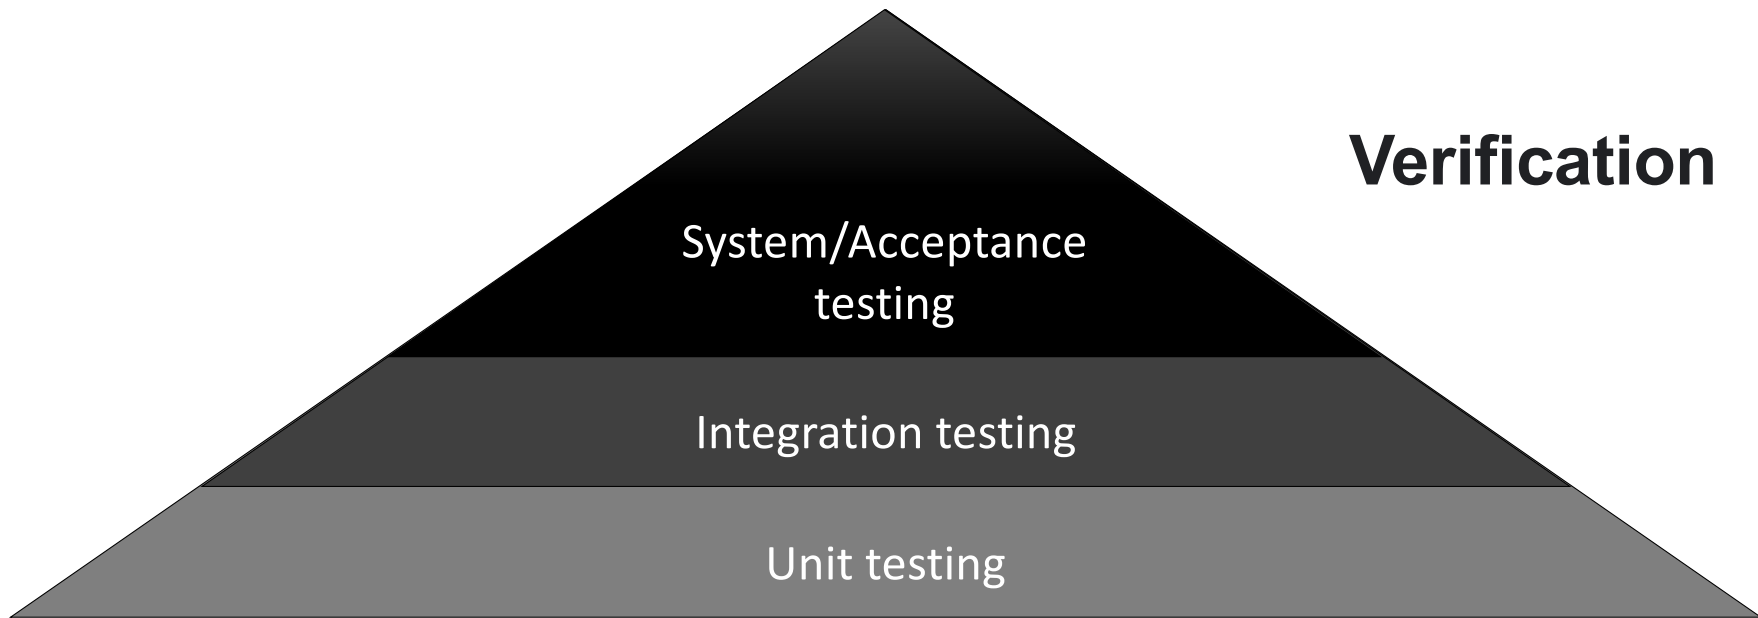 Verification
System/Acceptance
testing
Integration testing
Unit testing